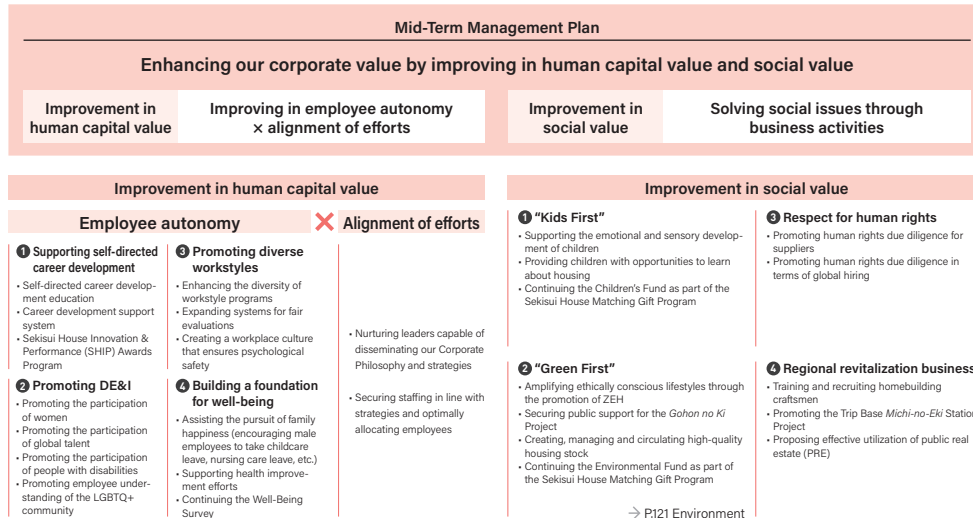 Mid-Term Management Plan
Enhancing our corporate value by improving in human capital value and social value
Improvement in
human capital value
Improving in employee autonomy
× alignment of efforts
Improvement in
social value
Solving social issues through
business activities
Improvement in human capital value
Employee autonomy
×
Alignment of efforts
❶ Supporting self-directed
career development
• Self-directed career develop-
ment education
• Career development support
system
• Sekisui House Innovation &
Performance (SHIP) Awards
Program
❷ Promoting DE&I
• Promoting the participation
of women
• Promoting the participation
of global talent
• Promoting the participation
of people with disabilities
• Promoting employee under-
standing of the LGBTQ+
community
❸ Promoting diverse
workstyles
• Enhancing the diversity of
workstyle programs
• Expanding systems for fair
evaluations
• Creating a workplace culture
that ensures psychological
safety
❹ Building a foundation
for well-being
• Assisting the pursuit of family
happiness (encouraging male
employees to take childcare
leave, nursing care leave, etc.)
• Supporting health improve-
ment efforts
• Continuing the Well-Being
Survey
• Nurturing leaders capable of
disseminating our Corporate
Philosophy and strategies
• Securing staffing in line with
strategies and optimally
allocating employees
Improvement in social value
❶ “Kids First”
• Supporting the emotional and sensory develop-
ment of children
• Providing children with opportunities to learn
about housing
• Continuing the Children’s Fund as part of the
Sekisui House Matching Gift Program
❷ “Green First”
• Amplifying ethically conscious lifestyles through
the promotion of ZEH
• Securing public support for the Gohon no Ki
Project
• Creating, managing and circulating high-quality
housing stock
• Continuing the Environmental Fund as part of
the Sekisui House Matching Gift Program
→ P.121 Environment
❸ Respect for human rights
• Promoting human rights due diligence for
suppliers
• Promoting human rights due diligence in
terms of global hiring
❹ Regional revitalization business
• Training and recruiting homebuilding
craftsmen
• Promoting the Trip Base Michi-no-Eki Station
Project
• Proposing effective utilization of public real
estate (PRE)